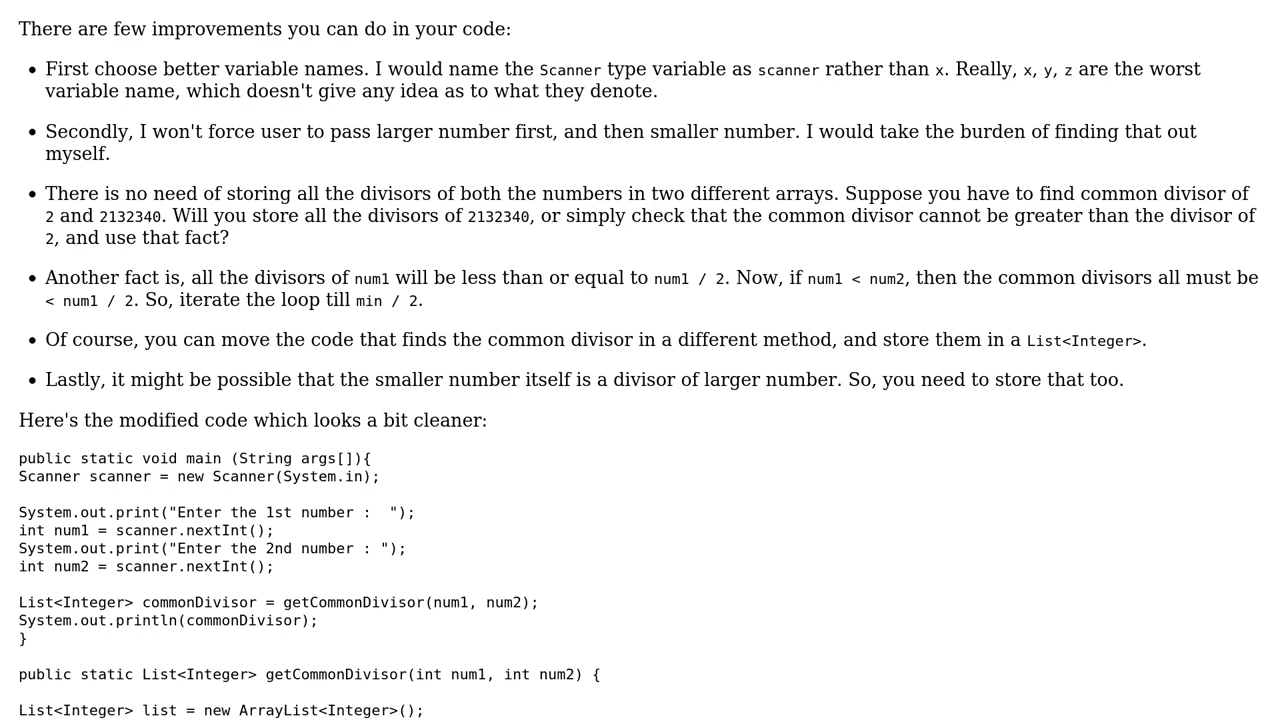 There are few improvements you can do in your code:
First choose better variable names. I would name the Scanner type variable as scanner rather than x. Really, x, y, z are the worst
variable name, which doesn't give any idea as to what they denote.
Secondly, I won't force user to pass larger number first, and then smaller number. I would take the burden of finding that out
myself.
There is no need of storing all the divisors of both the numbers in two different arrays. Suppose you have to find common divisor of
2 and 2132340. Will you store all the divisors of 2132340, or simply check that the common divisor cannot be greater than the divisor of
2, and use that fact?
Another fact is, all the divisors of num1 will be less than or equal to num1 / 2. Now, if num1 < num2, then the common divisors all must be
< num1 / 2. So, iterate the loop till min / 2.
Of course, you can move the code that finds the common divisor in a different method, and store them in a List<Integer>.
Lastly, it might be possible that the smaller number itself is a divisor of larger number. So, you need to store that too.
Here's the modified code which looks a bit cleaner:
public static void main (String args[]){
Scanner scanner = new Scanner(System.in);
System.out.print("Enter the 1st number :  ");
int num1 = scanner.nextInt();
System.out.print("Enter the 2nd number : ");
int num2 = scanner.nextInt();
List<Integer> commonDivisor = getCommonDivisor(num1, num2);
System.out.println(commonDivisor);
}
public static List<Integer> getCommonDivisor(int num1, int num2) {
List<Integer> list = new ArrayList<Integer>();